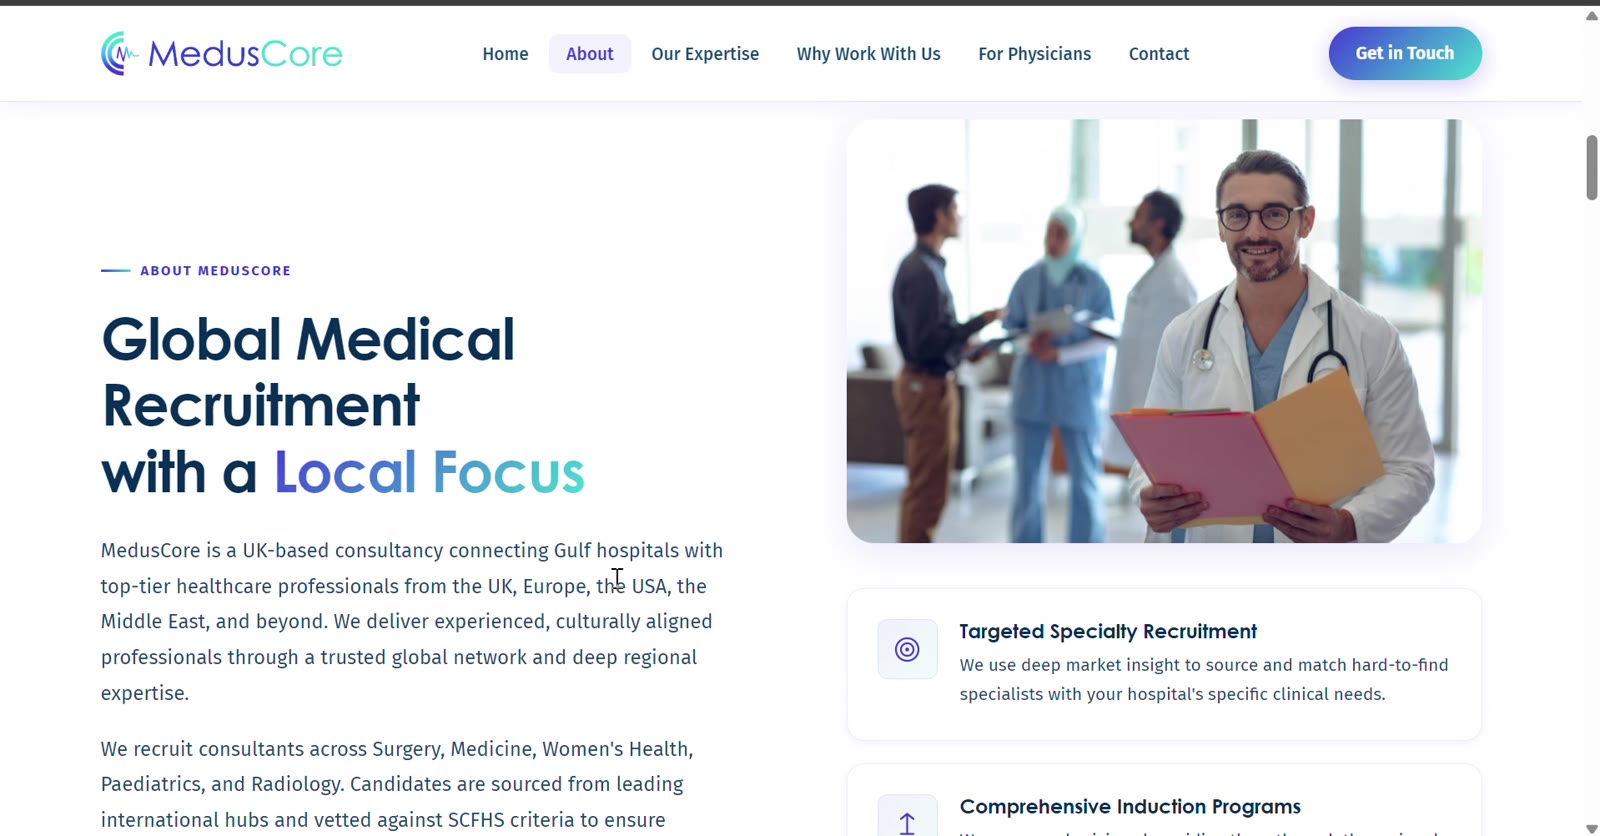 MedusCore
Home
About
Our Expertise
Why Work With Us
For Physicians
Contact
Get in Touch
ABOUT MEDUSCORE
Global Medical
Recruitment
with a Local Focus
MedusCore is a UK-based consultancy connecting Gulf hospitals with
top-tier healthcare professionals from the UK, Europe, the USA, the
Middle East, and beyond. We deliver experienced, culturally aligned
professionals through a trusted global network and deep regional
expertise.
We recruit consultants across Surgery, Medicine, Women's Health,
Paediatrics, and Radiology. Candidates are sourced from leading
international hubs and vetted against SCFHS criteria to ensure
Targeted Specialty Recruitment
We use deep market insight to source and match hard-to-find
specialists with your hospital's specific clinical needs.
Comprehensive Induction Programs